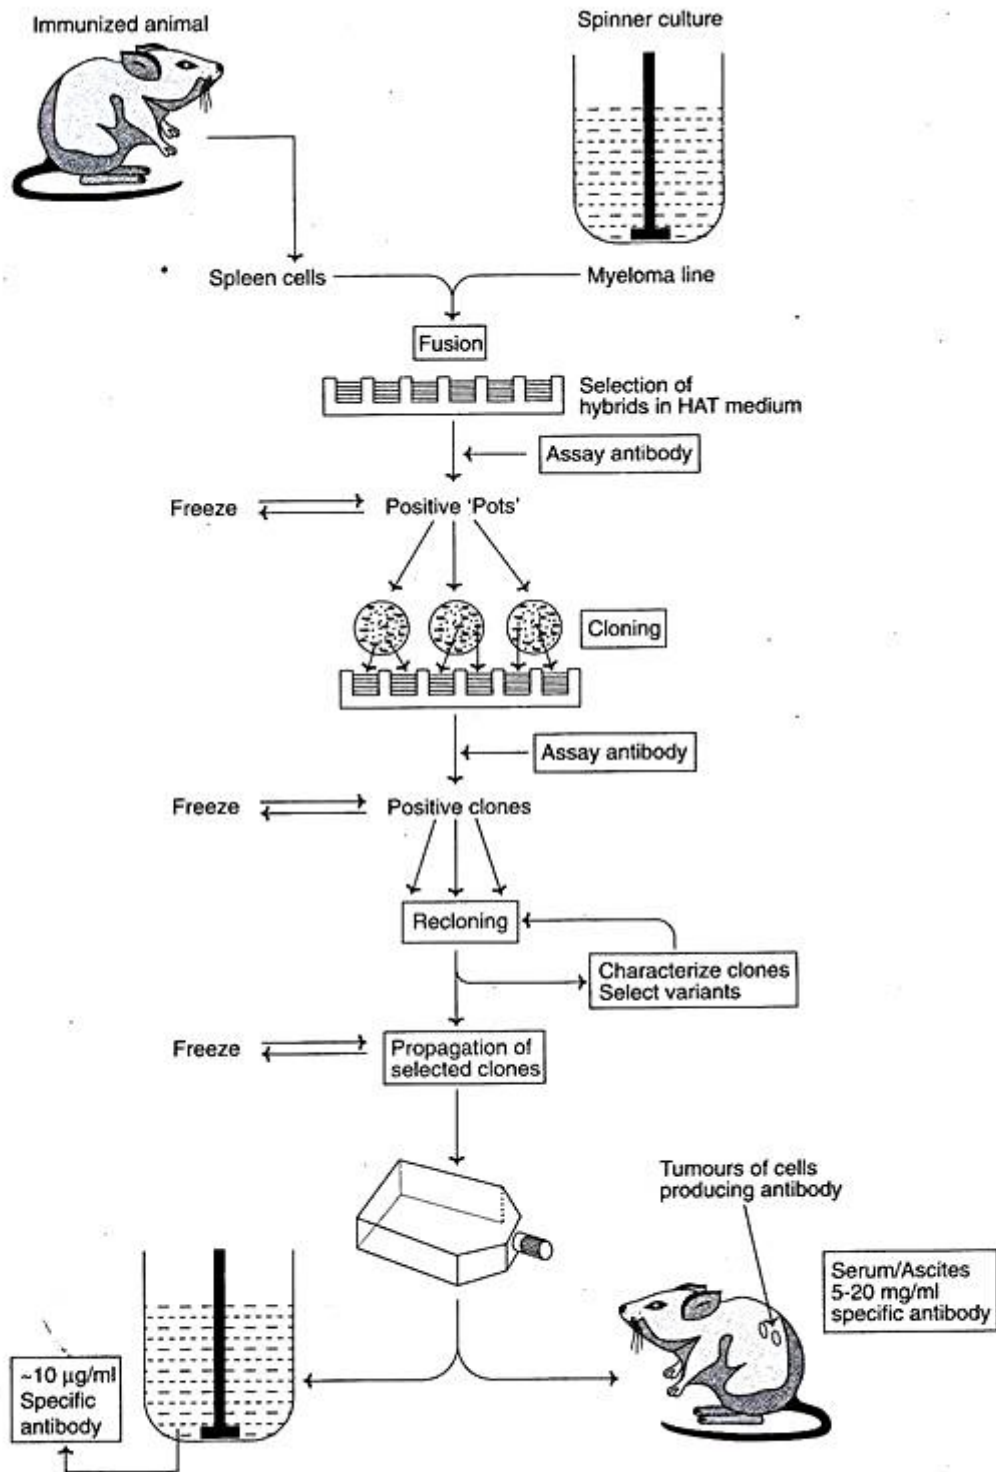 Immunized animal
Spinner culture
Spleen cells
Myeloma line
Fusion
Selection of
hybrids in HAT medium
Assay antibody
Freeze
Positive 'Pots'
Cloning
Assay antibody
Freeze
Positive clones
Recloning
Characterize clones
Select variants
Freeze
Propagation of
selected clones
Tumours of cells
producing antibody
Serum/Ascites
5-20 mg/ml
specific antibody
~10 µg/ml
Specific
antibody